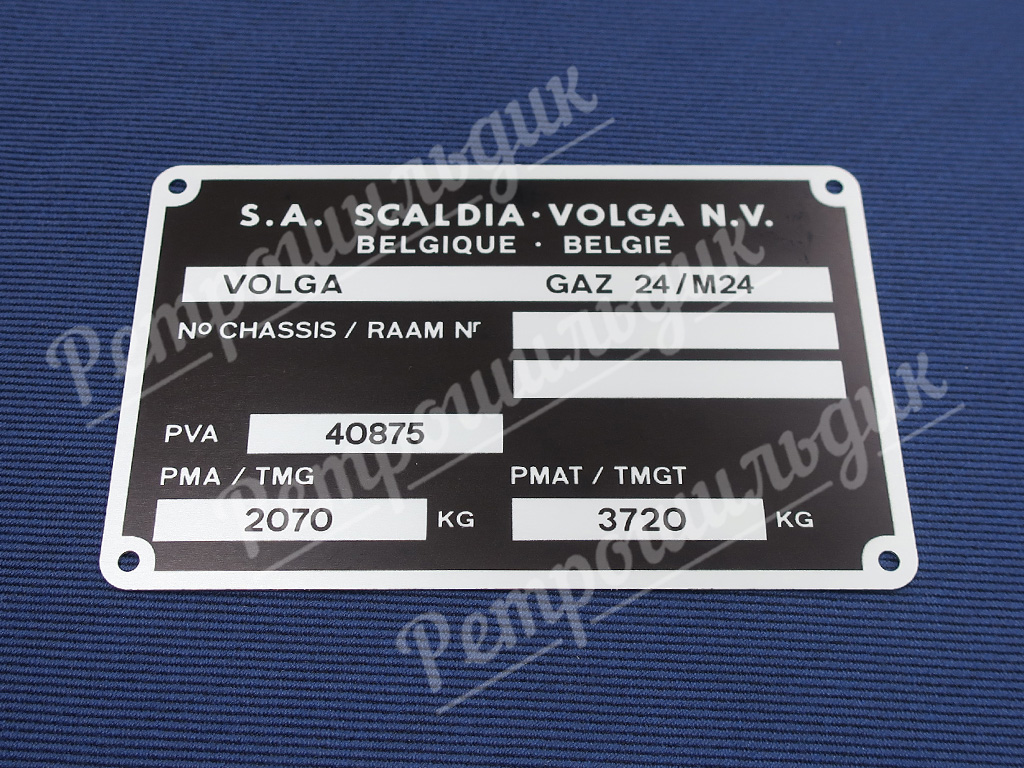 S.A. SCALDIA · VOLGA N.V.
BELGIQUE · BELGIE
VOLGA GAZ 24/M24
Nº CHASSIS / RAAM Nr
PVA 40875
PMA / TMG PMAT / TMGT
2070 KG 3720 KG
Ретрошильдик
Ретрошильдик
Ретрошильдик